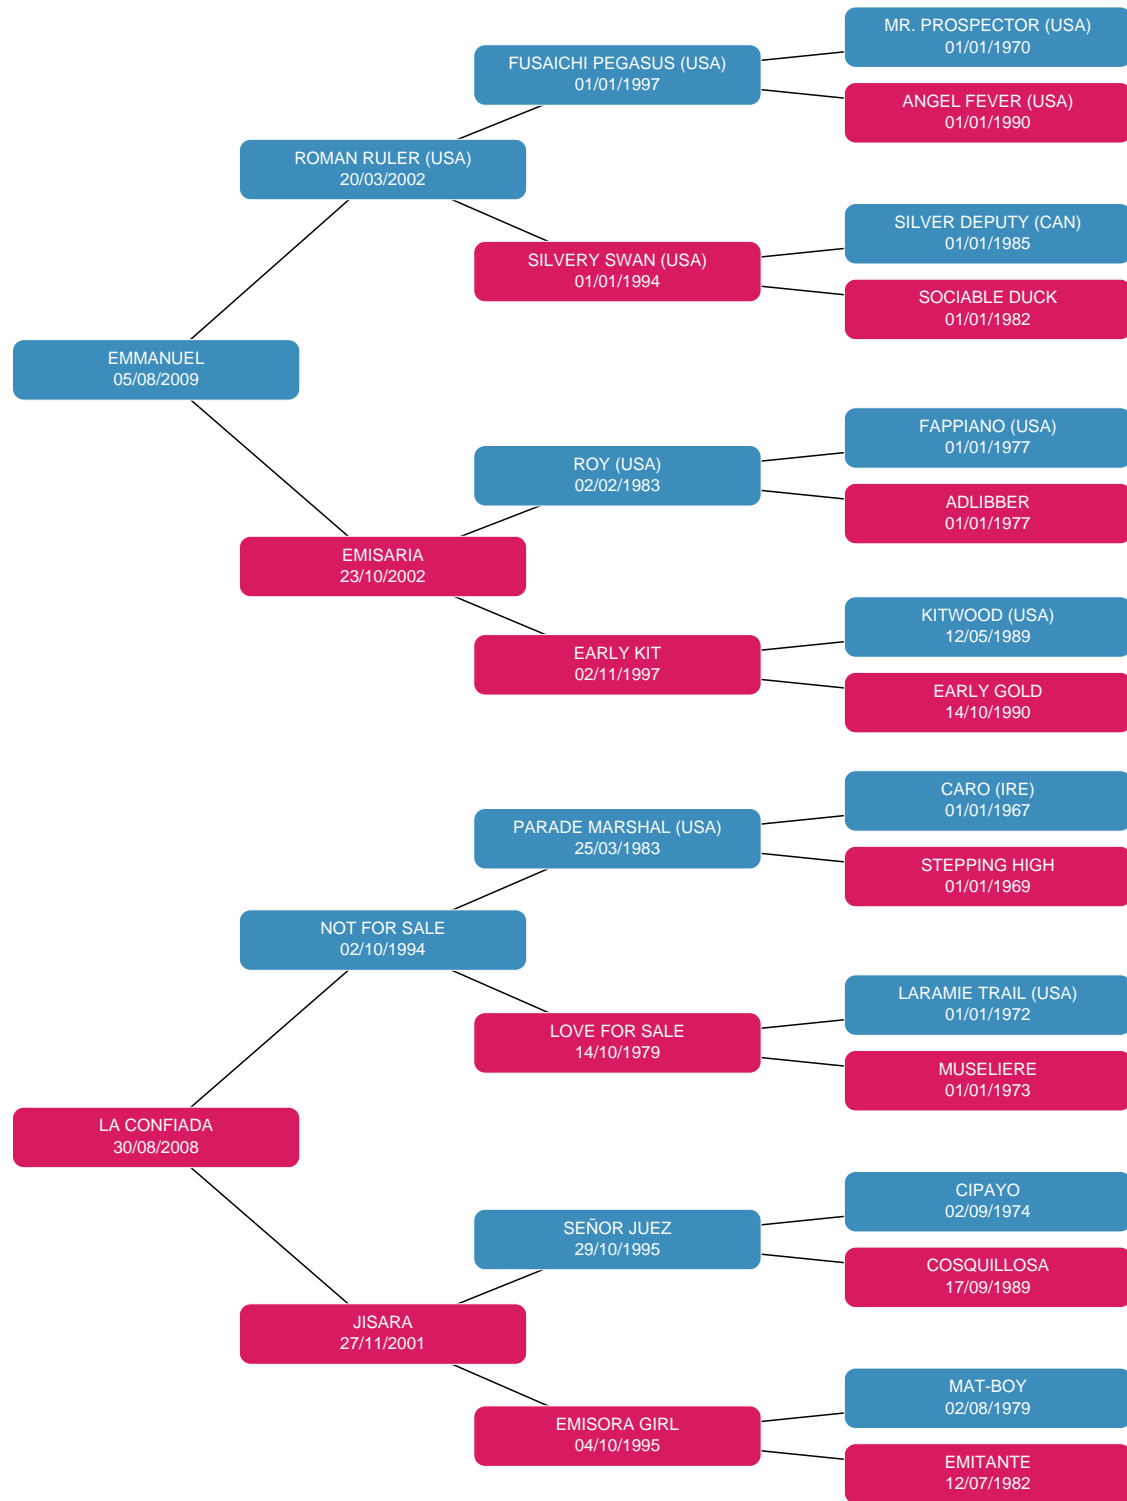 MR. PROSPECTOR (USA)
01/01/1970
FUSAICHI PEGASUS (USA)
01/01/1997
ANGEL FEVER (USA)
01/01/1990
ROMAN RULER (USA)
20/03/2002
SILVER DEPUTY (CAN)
01/01/1985
SILVERY SWAN (USA)
01/01/1994
SOCIABLE DUCK
01/01/1982
EMMANUEL
05/08/2009
FAPPIANO (USA)
01/01/1977
ROY (USA)
02/02/1983
ADLIBBER
01/01/1977
EMISARIA
23/10/2002
KITWOOD (USA)
12/05/1989
EARLY KIT
02/11/1997
EARLY GOLD
14/10/1990
CARO (IRE)
01/01/1967
PARADE MARSHAL (USA)
25/03/1983
STEPPING HIGH
01/01/1969
NOT FOR SALE
02/10/1994
LARAMIE TRAIL (USA)
01/01/1972
LOVE FOR SALE
14/10/1979
MUSELIERE
01/01/1973
LA CONFIADA
30/08/2008
CIPAYO
02/09/1974
SEÑOR JUEZ
29/10/1995
COSQUILLOSA
17/09/1989
JISARA
27/11/2001
MAT-BOY
02/08/1979
EMISORA GIRL
04/10/1995
EMITANTE
12/07/1982